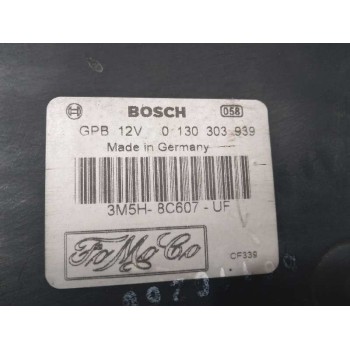 BOSCH 058
GPB 12V 0 130 303 939
Made in Germany
3M5H- 8C607 - UF
FoMoCo
CF339